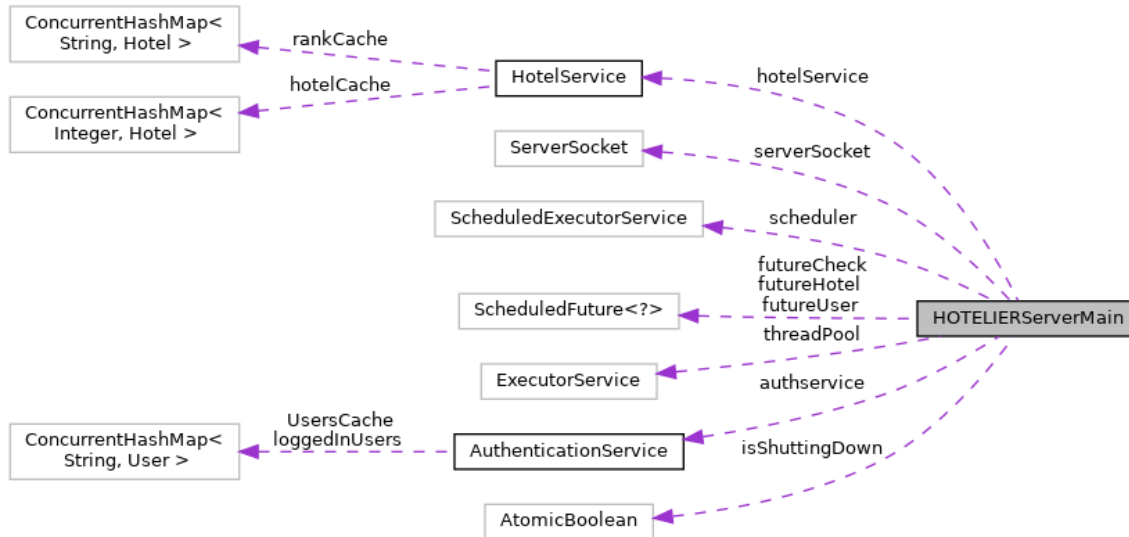 ConcurrentHashMap<
String, Hotel >
rankCache
hotelCache
HotelService
hotelService
ConcurrentHashMap<
Integer, Hotel >
ServerSocket
serverSocket
ScheduledExecutorService
scheduler
futureCheck
futureHotel
futureUser
ScheduledFuture<?>
HOTELIERServerMain
threadPool
ExecutorService
authservice
UsersCache
loggedInUsers
ConcurrentHashMap<
String, User >
AuthenticationService
isShuttingDown
AtomicBoolean